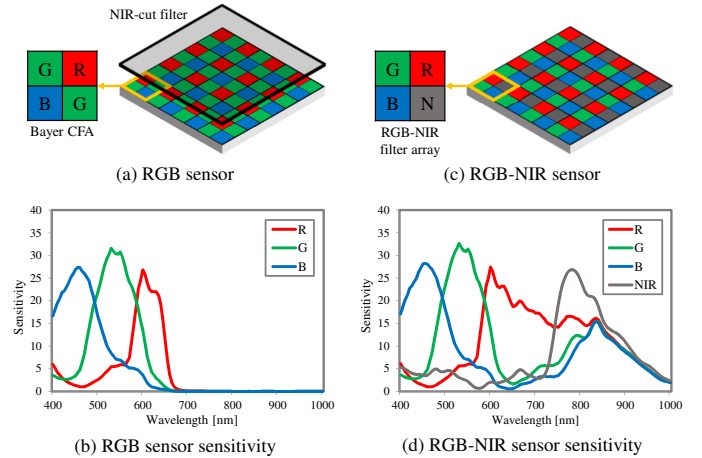 NIR-cut filter
G R
B G
Bayer CFA
(a) RGB sensor
G R
B N
RGB-NIR
filter array
(c) RGB-NIR sensor
40
35
30
25
20
15
10
5
0
Sensitivity
R
G
B
400 500 600 700 800 900 1000
Wavelength [nm]
(b) RGB sensor sensitivity
40
35
30
25
20
15
10
5
0
Sensitivity
R
G
B
NIR
400 500 600 700 800 900 1000
Wavelength [nm]
(d) RGB-NIR sensor sensitivity